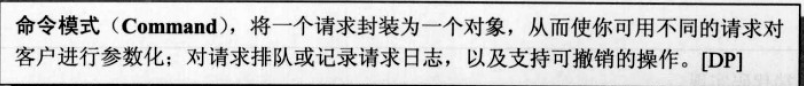 命令模式（Command），将一个请求封装为一个对象，从而使你可用不同的请求对
客户进行参数化；对请求排队或记录请求日志，以及支持可撤销的操作。[DP]